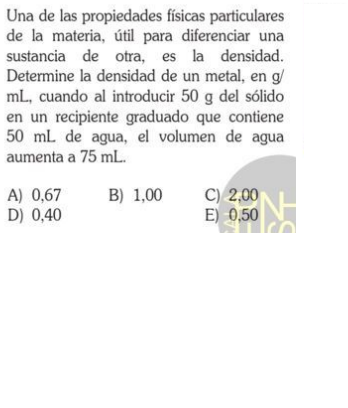 Una de las propiedades físicas particulares
de la materia, útil para diferenciar una
sustancia de otra, es la densidad.
Determine la densidad de un metal, en g/
mL, cuando al introducir 50 g del sólido
en un recipiente graduado que contiene
50 mL de agua, el volumen de agua
aumenta a 75 mL.
A) 0,67 B) 1,00 C) 2,00
D) 0,40 E) 0,50